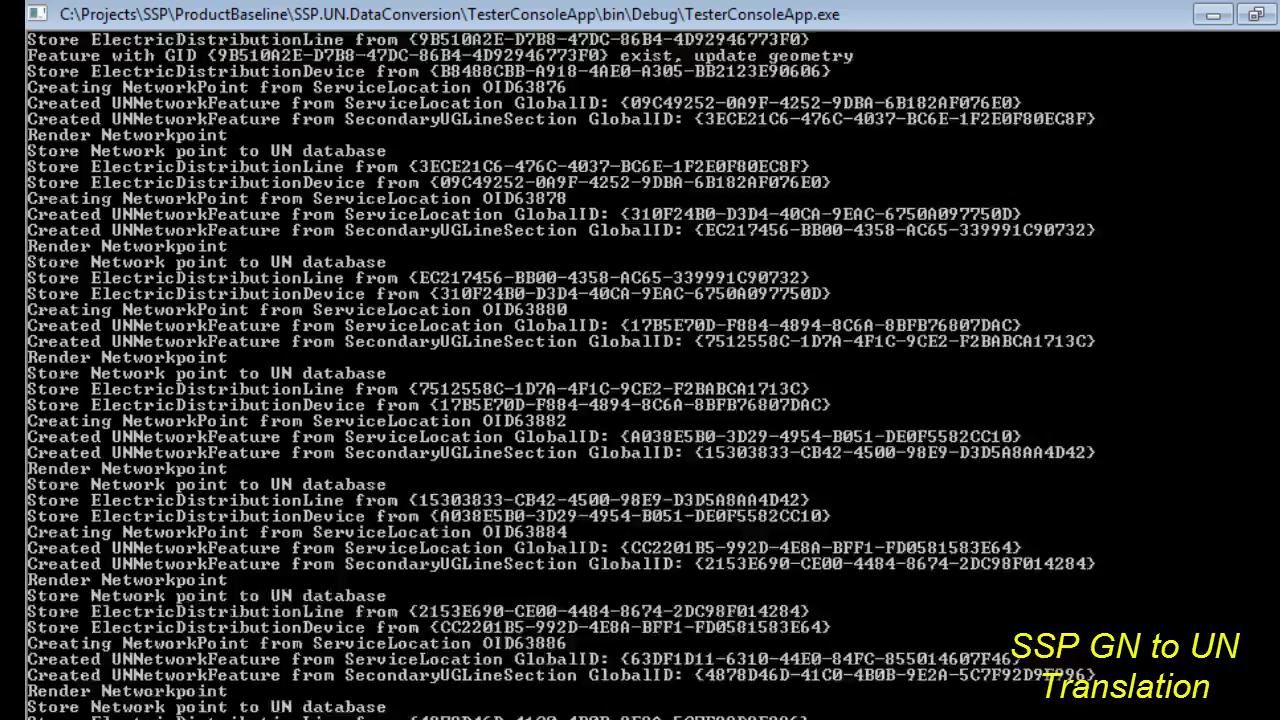 C:\Projects\SSP\ProductBaseline\SSP.UN.DataConversion\TesterConsoleApp\bin\Debug\TesterConsoleApp.exe
Store ElectricDistributionLine from {9B510A2E-D7B8-47DC-86B4-4D92946773F0}
Feature with GID {9B510A2E-D7B8-47DC-86B4-4D92946773F0} exist, update geometry
Store ElectricDistributionDevice from {B8488CBB-A918-4AE0-A305-BB2123E90606}
Creating NetworkPoint from ServiceLocation OID63876
Created UNNetworkFeature from ServiceLocation GlobalID: {09C49252-0A9F-4252-9DBA-6B182AF076E0}
Created UNNetworkFeature from SecondaryUGLineSection GlobalID: {3ECE21C6-476C-4037-BC6E-1F2E0F80EC8F}
Render Networkpoint
Store Network point to UN database
Store ElectricDistributionLine from {3ECE21C6-476C-4037-BC6E-1F2E0F80EC8F}
Store ElectricDistributionDevice from {09C49252-0A9F-4252-9DBA-6B182AF076E0}
Creating NetworkPoint from ServiceLocation OID63878
Created UNNetworkFeature from ServiceLocation GlobalID: {310F24B0-D3D4-40CA-9EAC-6750A097750D}
Created UNNetworkFeature from SecondaryUGLineSection GlobalID: {EC217456-BB00-4358-AC65-339991C90732}
Render Networkpoint
Store Network point to UN database
Store ElectricDistributionLine from {EC217456-BB00-4358-AC65-339991C90732}
Store ElectricDistributionDevice from {310F24B0-D3D4-40CA-9EAC-6750A097750D}
Creating NetworkPoint from ServiceLocation OID63880
Created UNNetworkFeature from ServiceLocation GlobalID: {17B5E70D-F884-4894-8C6A-8BFB76807DAC}
Created UNNetworkFeature from SecondaryUGLineSection GlobalID: {7512558C-1D7A-4F1C-9CE2-F2BABCA1713C}
Render Networkpoint
Store Network point to UN database
Store ElectricDistributionLine from {7512558C-1D7A-4F1C-9CE2-F2BABCA1713C}
Store ElectricDistributionDevice from {17B5E70D-F884-4894-8C6A-8BFB76807DAC}
Creating NetworkPoint from ServiceLocation OID63882
Created UNNetworkFeature from ServiceLocation GlobalID: {A038E5B0-3D29-4954-B051-DE0F5582CC10}
Created UNNetworkFeature from SecondaryUGLineSection GlobalID: {15303833-CB42-4500-98E9-D3D5A8AA4D42}
Render Networkpoint
Store Network point to UN database
Store ElectricDistributionLine from {15303833-CB42-4500-98E9-D3D5A8AA4D42}
Store ElectricDistributionDevice from {A038E5B0-3D29-4954-B051-DE0F5582CC10}
Creating NetworkPoint from ServiceLocation OID63884
Created UNNetworkFeature from ServiceLocation GlobalID: {CC2201B5-992D-4E8A-BFF1-FD0581583E64}
Created UNNetworkFeature from SecondaryUGLineSection GlobalID: {2153E690-CE00-4484-8674-2DC98F014284}
Render Networkpoint
Store Network point to UN database
Store ElectricDistributionLine from {2153E690-CE00-4484-8674-2DC98F014284}
Store ElectricDistributionDevice from {CC2201B5-992D-4E8A-BFF1-FD0581583E64}
Creating NetworkPoint from ServiceLocation OID63886
Created UNNetworkFeature from ServiceLocation GlobalID:
Created UNNetworkFeature from SecondaryUGLineSection GlobalID:
Render Networkpoint
Store Network point to UN database
SSP GN to UN
Translation